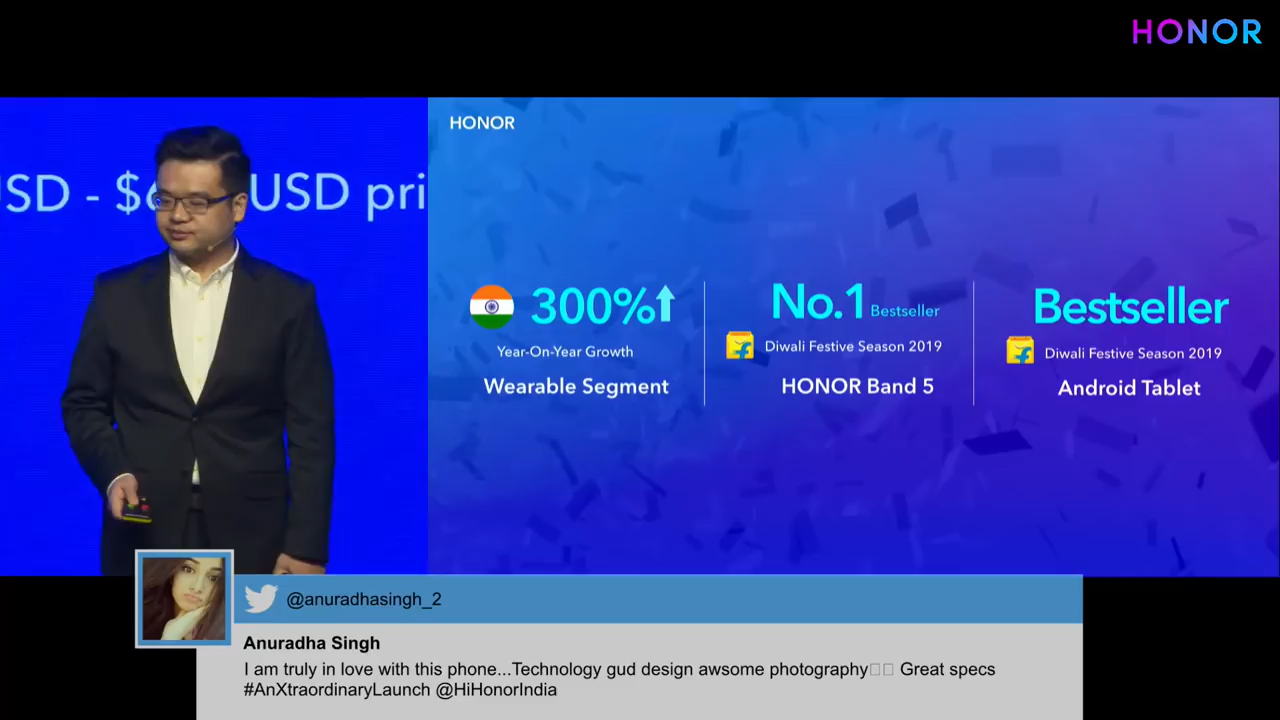 HONOR
HONOR
USD pri
300%
Year-On-Year Growth
Wearable Segment
No.1 Bestseller
Diwali Festive Season 2019
HONOR Band 5
Bestseller
Diwali Festive Season 2019
Android Tablet
@anuradhasingh_2
Anuradha Singh
I am truly in love with this phone...Technology gud design awsome photography Great specs
#AnXtraordinaryLaunch @HiHonorIndia